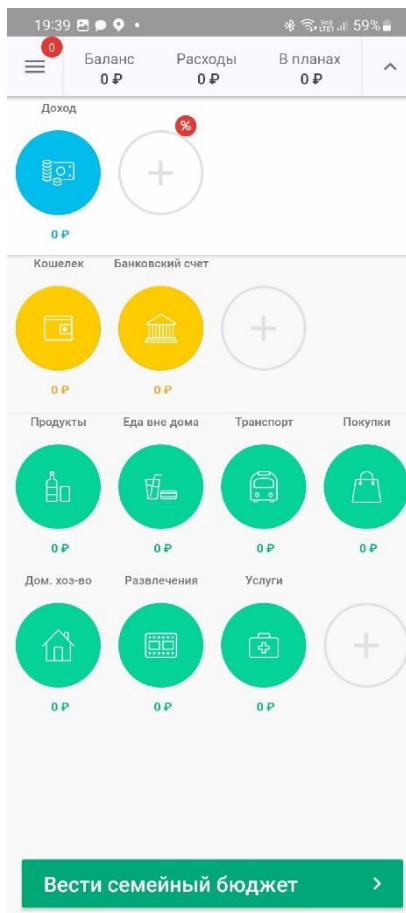 19:39 59%
0
Баланс Расходы В планах
0 ₽ 0 ₽ 0 ₽
Доход
%
0 ₽
Кошелек Банковский счет
0 ₽ 0 ₽
Продукты Еда вне дома Транспорт Покупки
0 ₽ 0 ₽ 0 ₽ 0 ₽
Дом. хоз-во Развлечения Услуги
0 ₽ 0 ₽ 0 ₽
Вести семейный бюджет